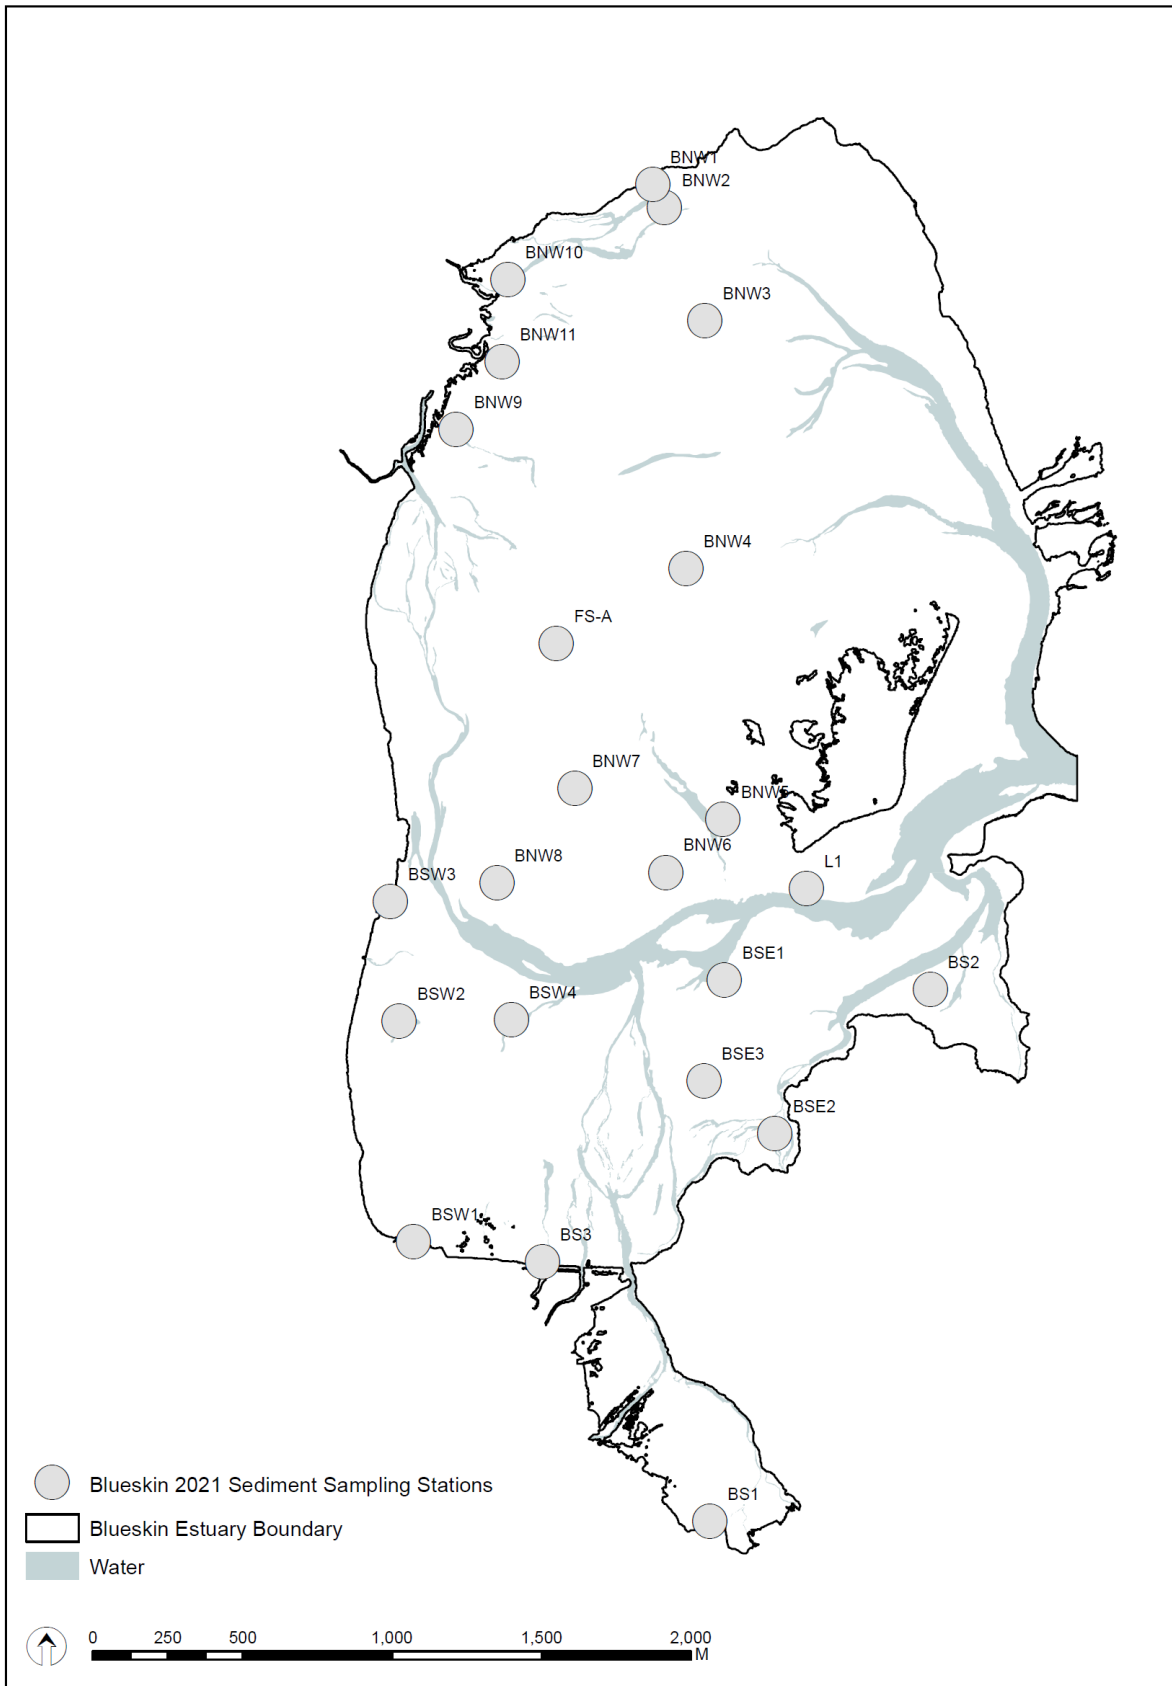 BNW1
BNW2
BNW10
BNW3
BNW11
BNW9
BNW4
FS-A
BNW7
BNW5
BNW6
BNW8
L1
BSW3
BSE1
BS2
BSW2
BSW4
BSE3
BSE2
BSW1
BS3
BS1
Blueskin 2021 Sediment Sampling Stations
Blueskin Estuary Boundary
Water
0 250 500 1,000 1,500 2,000
M